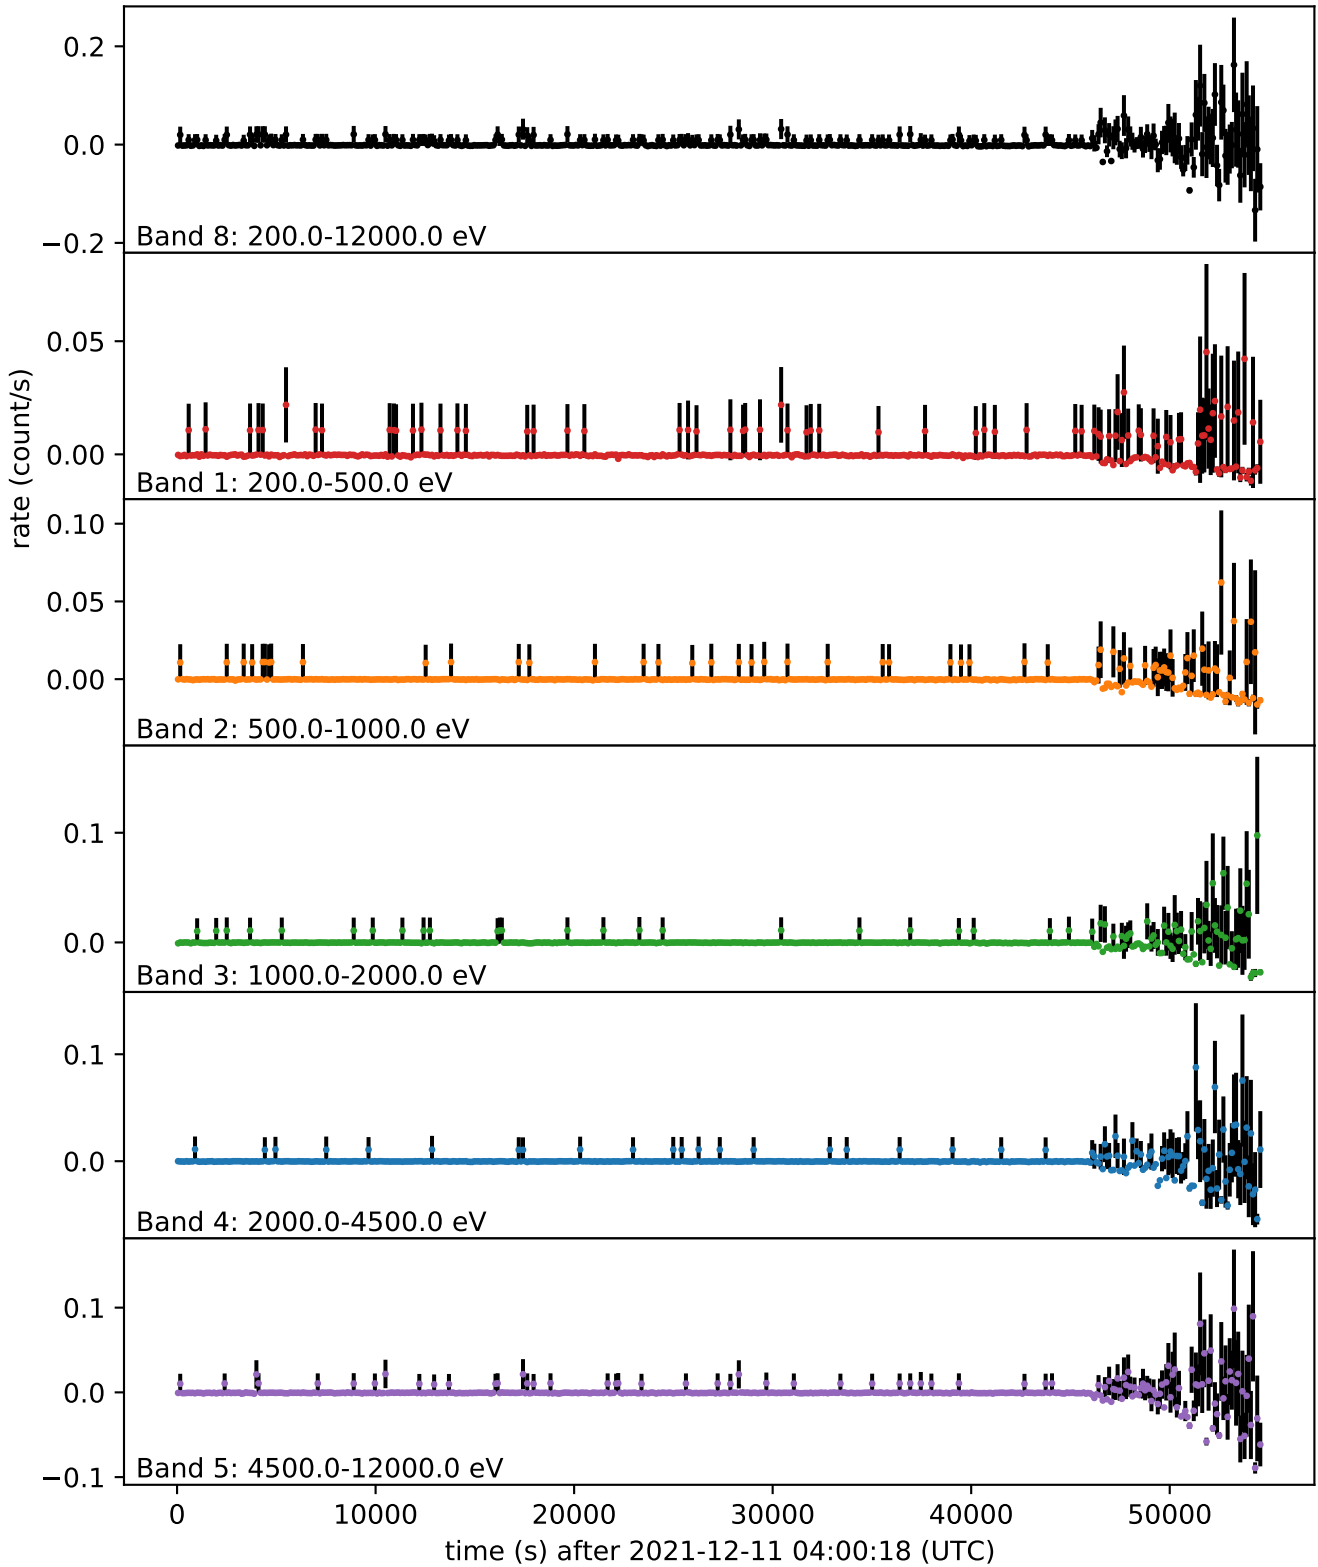 0.2
0.0
−0.2
Band 8: 200.0-12000.0 eV
0.05
0.00
Band 1: 200.0-500.0 eV
rate (count/s)
0.10
0.05
0.00
Band 2: 500.0-1000.0 eV
0.1
0.0
Band 3: 1000.0-2000.0 eV
0.1
0.0
Band 4: 2000.0-4500.0 eV
0.1
0.0
−0.1
Band 5: 4500.0-12000.0 eV
0 10000 20000 30000 40000 50000
time (s) after 2021-12-11 04:00:18 (UTC)